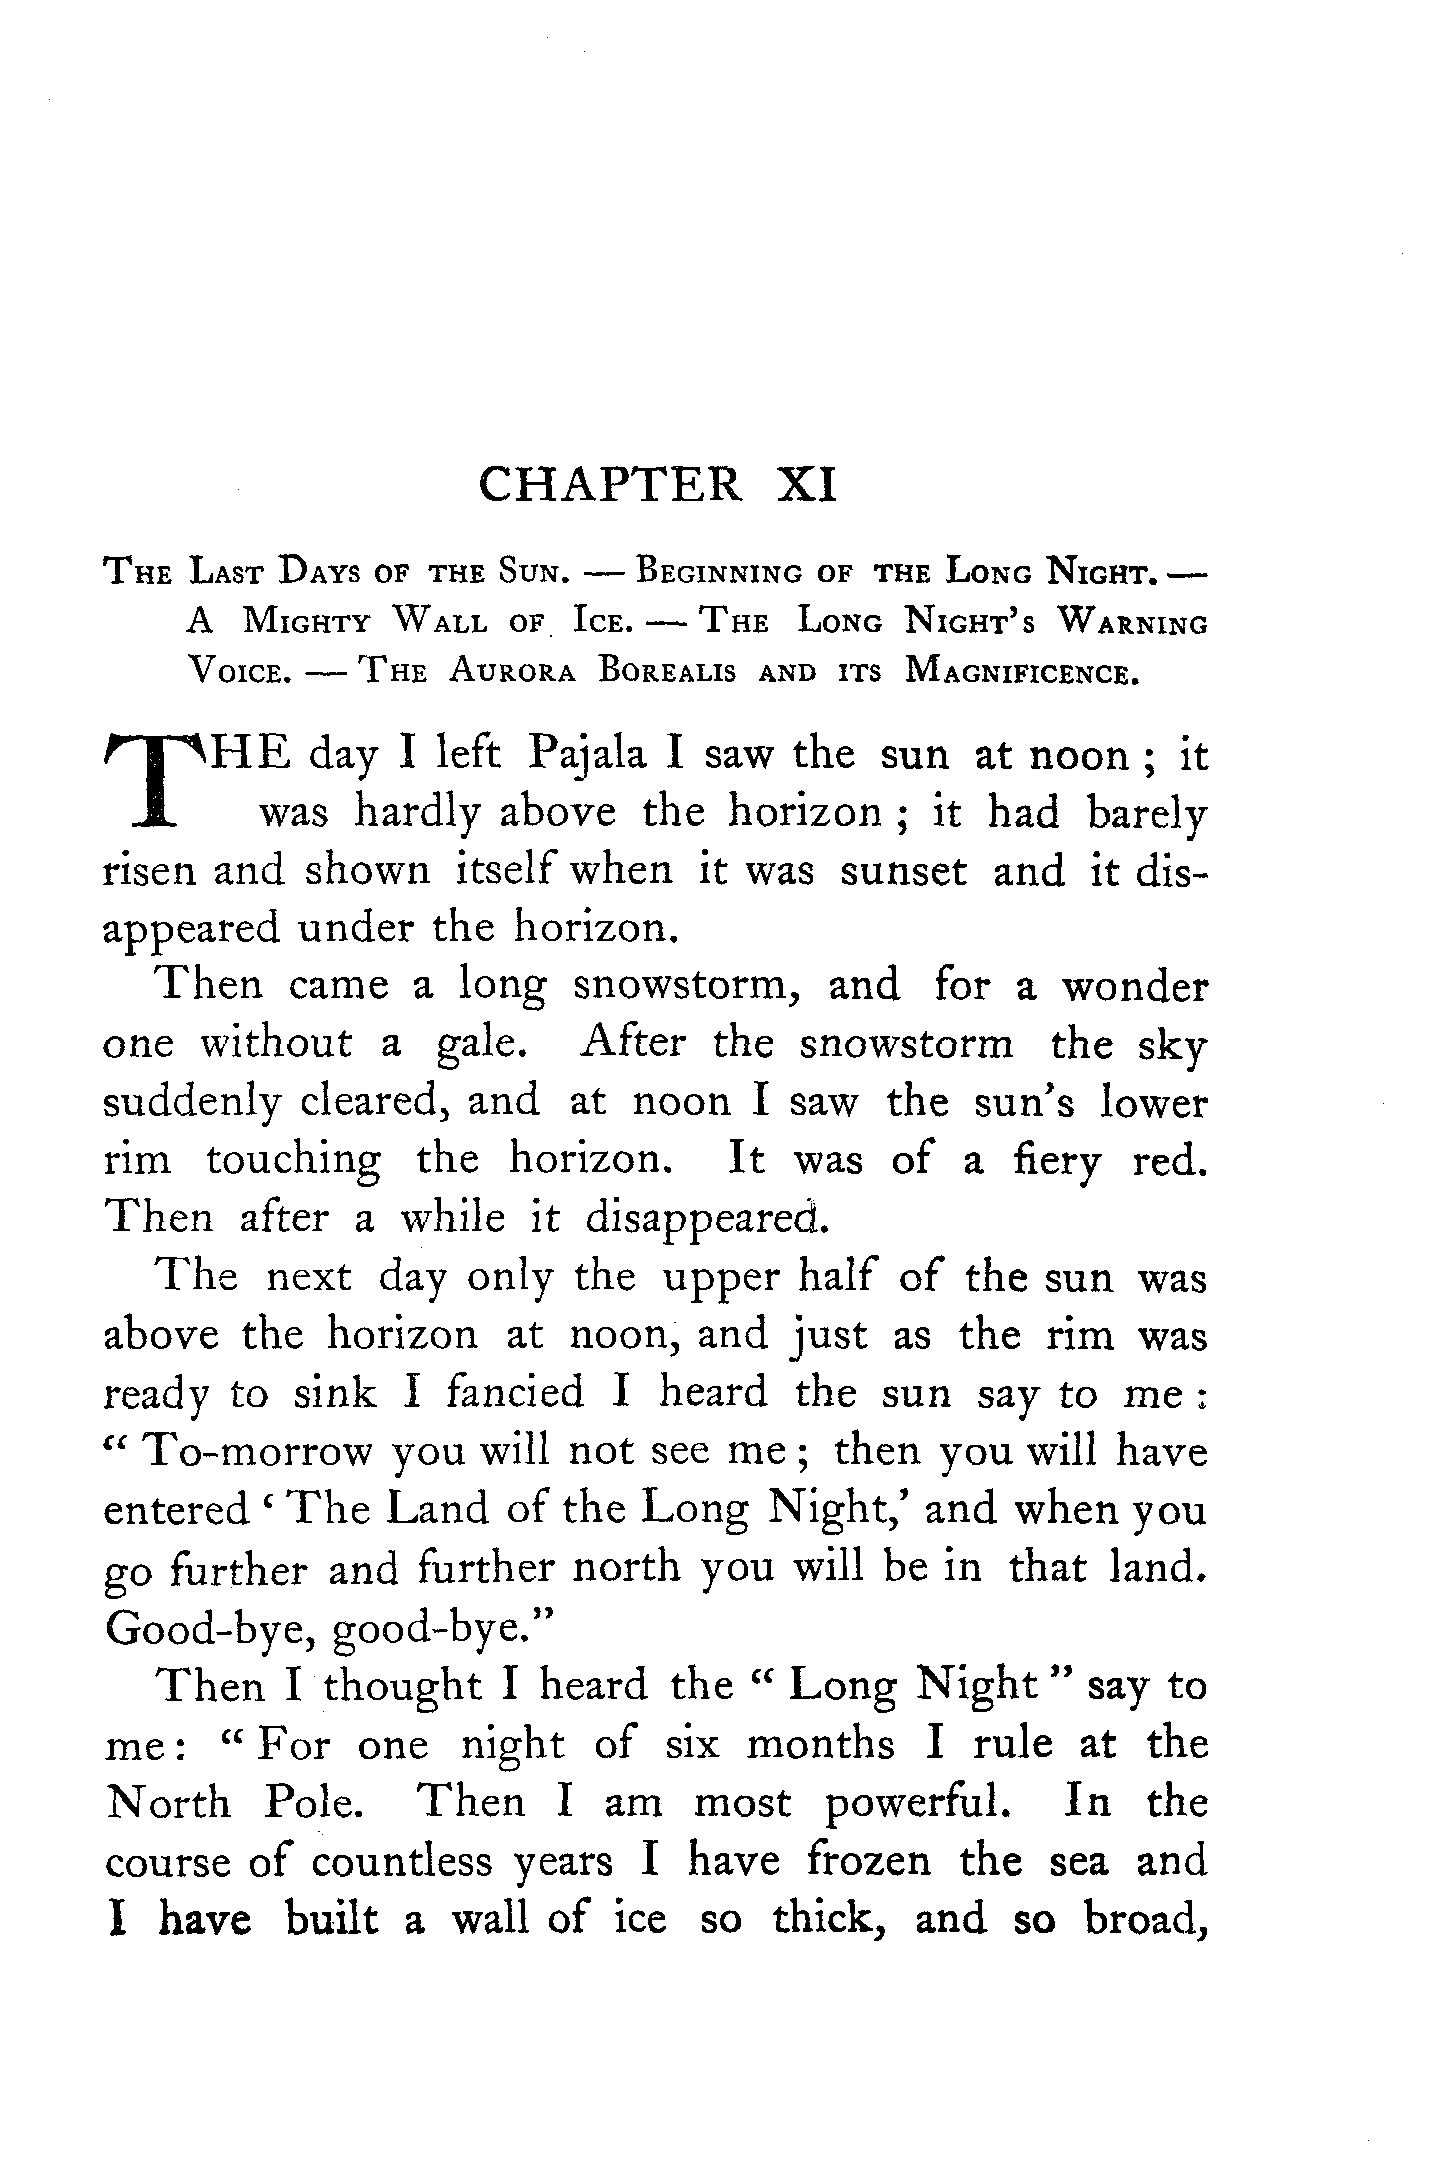 CHAPTER XI
The Last Days of the Sun. — Beginning of the Long Night. —
A Mighty Wall of Ice. — The Long Night's Warning
Voice. — The Aurora Borealis and its Magnificence.
THE day I left Pajala I saw the sun at noon; it
was hardly above the horizon; it had barely
risen and shown itself when it was sunset and it dis-
appeared under the horizon.
Then came a long snowstorm, and for a wonder
one without a gale. After the snowstorm the sky
suddenly cleared, and at noon I saw the sun's lower
rim touching the horizon. It was of a fiery red.
Then after a while it disappeared.
The next day only the upper half of the sun was
above the horizon at noon, and just as the rim was
ready to sink I fancied I heard the sun say to me:
"To-morrow you will not see me; then you will have
entered 'The Land of the Long Night,' and when you
go further and further north you will be in that land.
Good-bye, good-bye."
Then I thought I heard the "Long Night" say to
me: "For one night of six months I rule at the
North Pole. Then I am most powerful. In the
course of countless years I have frozen the sea and
I have built a wall of ice so thick, and so broad,